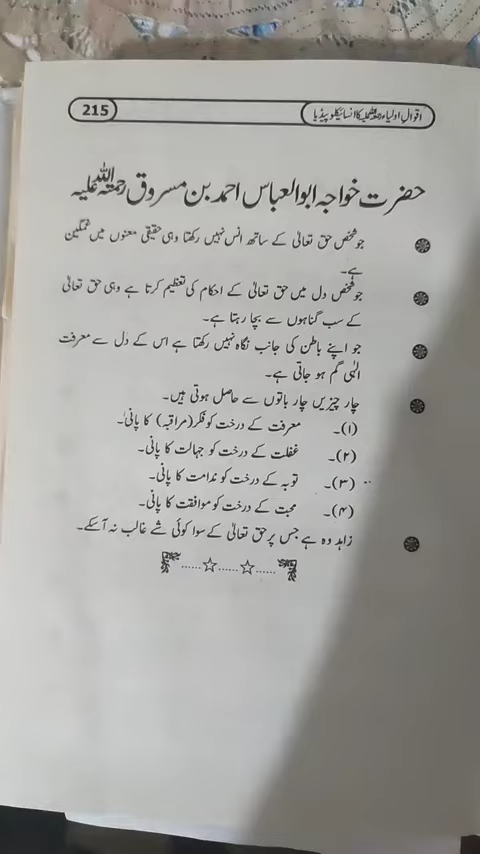 215
اقوال اولیاء رحمۃ اللہ علیہ کا انسائیکلوپیڈیا
حضرت خواجہ ابو العباس احمد بن مسروق رحمۃ اللہ علیہ
جو شخص حق تعالیٰ کے ساتھ انس نہیں رکھتا وہی حقیقی معنوں میں غمگین
ہے۔
جو شخص دل میں حق تعالیٰ کے احکام کی تعظیم کرتا ہے وہی حق تعالیٰ
کے سب گناہوں سے بچا رہتا ہے۔
جو اپنے باطن کی جانب نگاہ نہیں رکھتا ہے اس کے دل سے معرفت
الٰہی گم ہو جاتی ہے۔
چار چیزیں چار باتوں سے حاصل ہوتی ہیں۔
(۱)۔ معرفت کے درخت کو فکر (مراقبہ) کا پانی۔
(۲)۔ غفلت کے درخت کو جہالت کا پانی۔
(۳)۔ توبہ کے درخت کو ندامت کا پانی۔
(۴)۔ محبت کے درخت کو موافقت کا پانی۔
زاہد وہ ہے جس پر حق تعالیٰ کے سوا کوئی شے غالب نہ آسکے۔